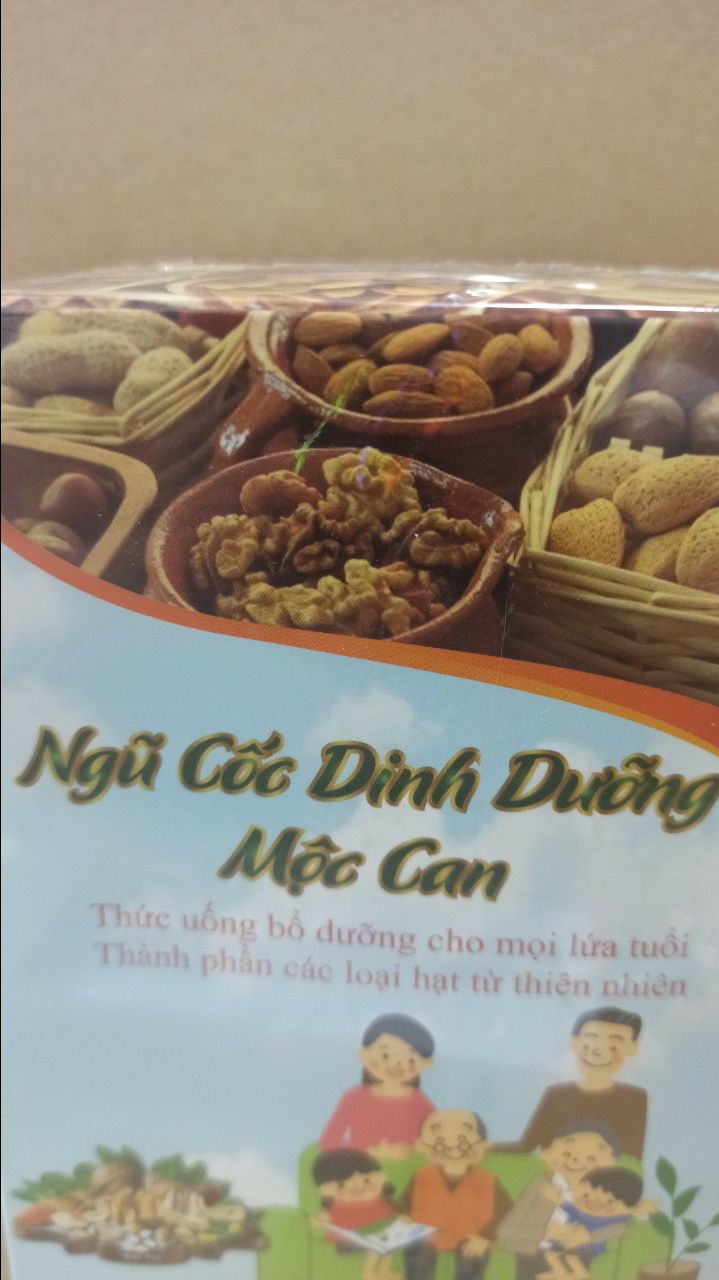 Ngũ Cốc Dinh Dưỡng
Mộc Can
Thức uống bổ dưỡng cho mọi lứa tuổi
Thành phần các loại hạt từ thiên nhiên